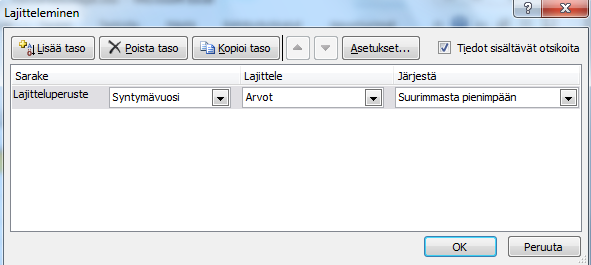 Lajitteleminen
Lisää taso Poista taso Kopioi taso Asetukset... Tiedot sisältävät otsikoita
Sarake Lajittele Järjestä
Lajitteluperuste Syntymävuosi Arvot Suurimmasta pienimpään
OK Peruuta